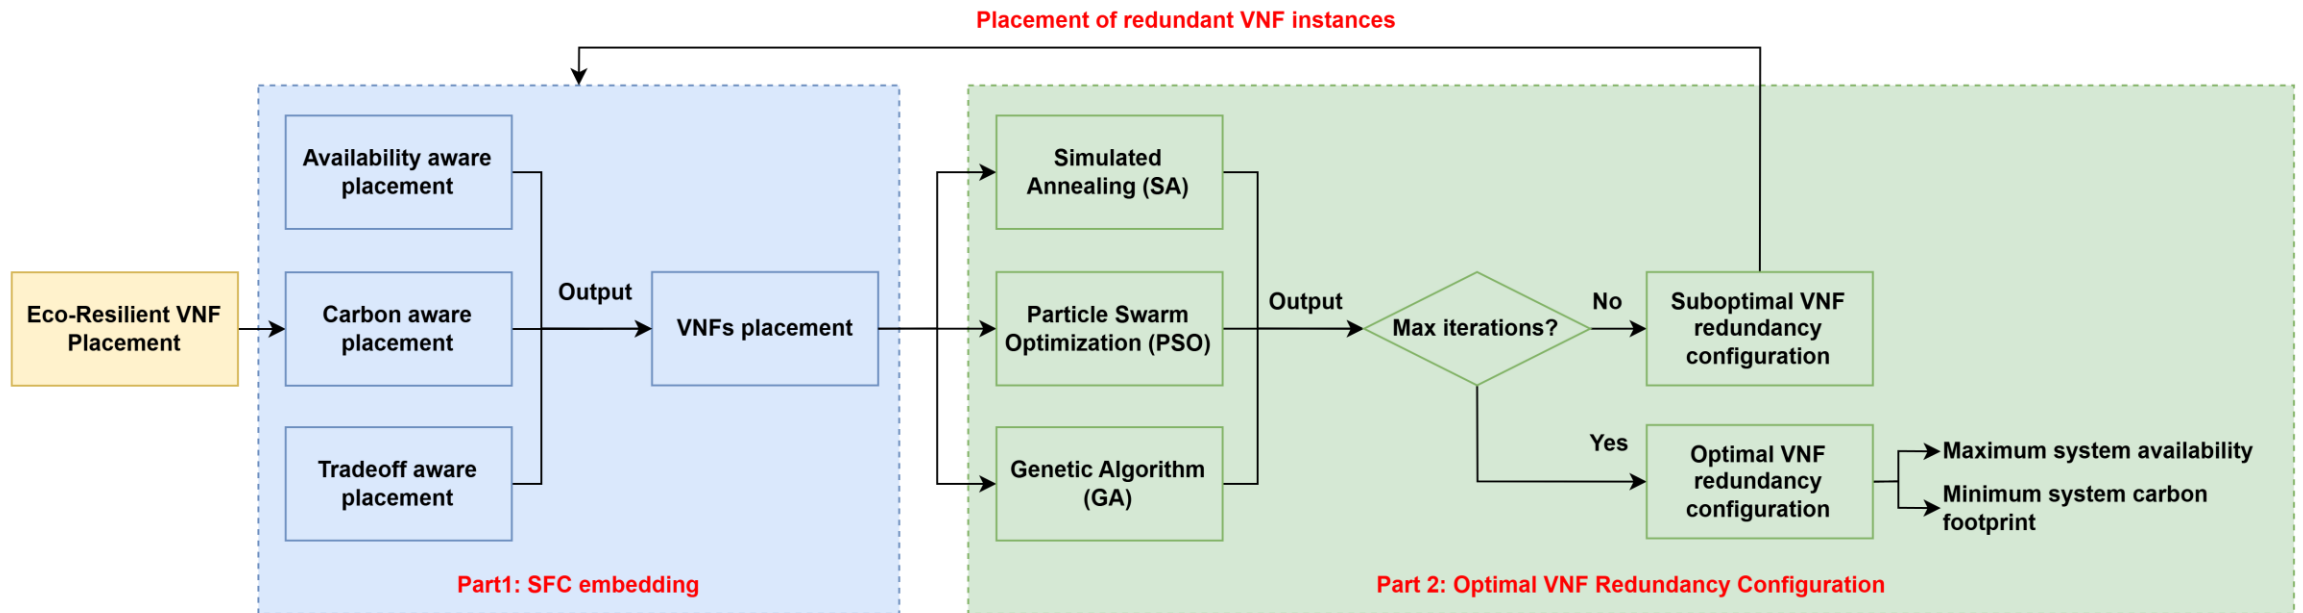 Placement of redundant VNF instances
Eco-Resilient VNF
Placement
Availability aware
placement
Carbon aware
placement
Tradeoff aware
placement
Output
VNFs placement
Part1: SFC embedding
Simulated
Annealing (SA)
Particle Swarm
Optimization (PSO)
Genetic Algorithm
(GA)
Output
Max iterations?
No
Suboptimal VNF
redundancy
configuration
Yes
Optimal VNF
redundancy
configuration
Maximum system availability
Minimum system carbon
footprint
Part 2: Optimal VNF Redundancy Configuration